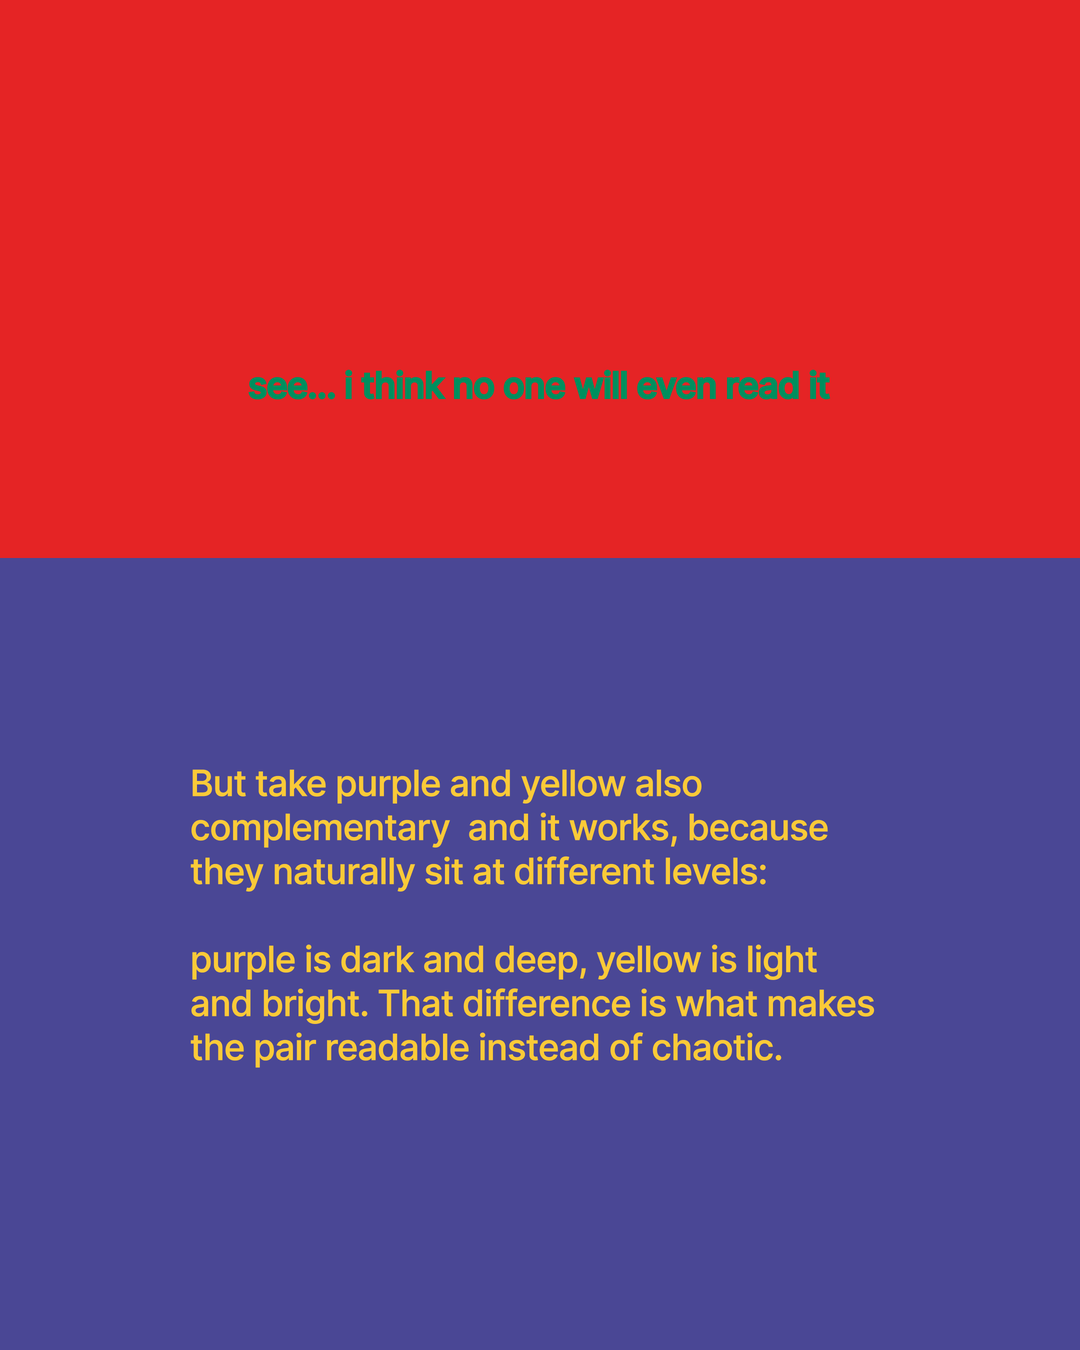 see... i think no one will even read it
But take purple and yellow also
complementary  and it works, because
they naturally sit at different levels:
purple is dark and deep, yellow is light
and bright. That difference is what makes
the pair readable instead of chaotic.